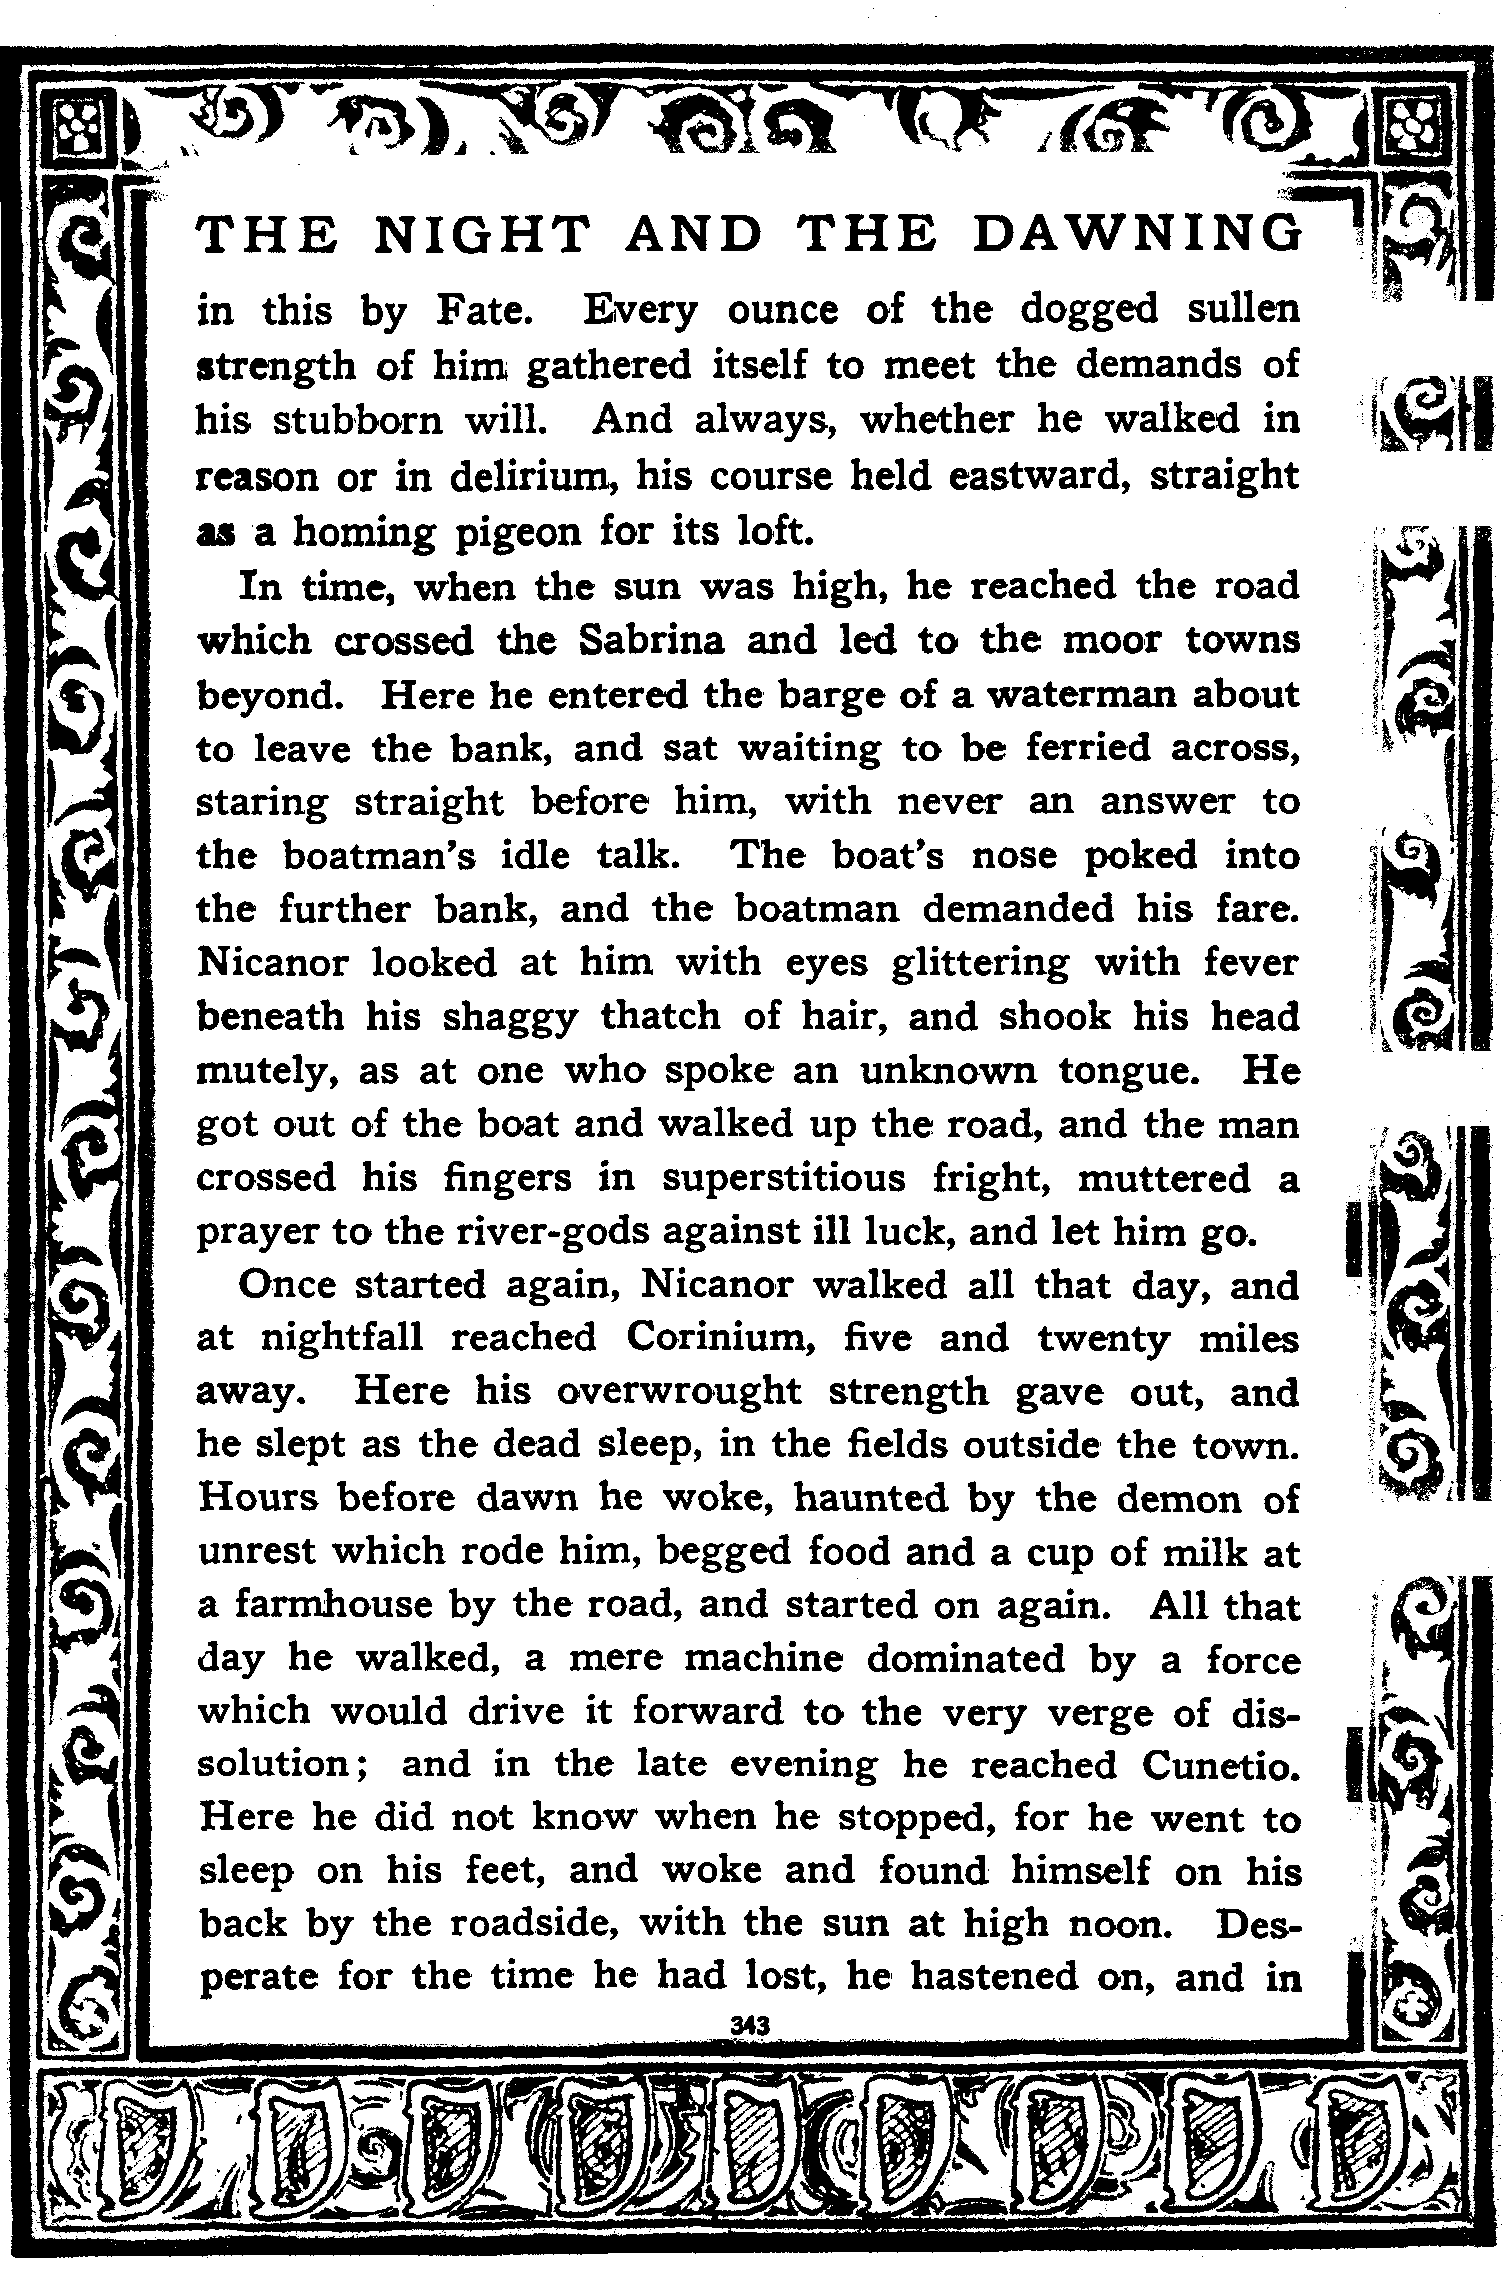 THE NIGHT AND THE DAWNING
in this by Fate. Every ounce of the dogged sullen
strength of him gathered itself to meet the demands of
his stubborn will. And always, whether he walked in
reason or in delirium, his course held eastward, straight
as a homing pigeon for its loft.
In time, when the sun was high, he reached the road
which crossed the Sabrina and led to the moor towns
beyond. Here he entered the barge of a waterman about
to leave the bank, and sat waiting to be ferried across,
staring straight before him, with never an answer to
the boatman's idle talk. The boat's nose poked into
the further bank, and the boatman demanded his fare.
Nicanor looked at him with eyes glittering with fever
beneath his shaggy thatch of hair, and shook his head
mutely, as at one who spoke an unknown tongue. He
got out of the boat and walked up the road, and the man
crossed his fingers in superstitious fright, muttered a
prayer to the river-gods against ill luck, and let him go.
Once started again, Nicanor walked all that day, and
at nightfall reached Corinium, five and twenty miles
away. Here his overwrought strength gave out, and
he slept as the dead sleep, in the fields outside the town.
Hours before dawn he woke, haunted by the demon of
unrest which rode him, begged food and a cup of milk at
a farmhouse by the road, and started on again. All that
day he walked, a mere machine dominated by a force
which would drive it forward to the very verge of dis-
solution; and in the late evening he reached Cunetio.
Here he did not know when he stopped, for he went to
sleep on his feet, and woke and found himself on his
back by the roadside, with the sun at high noon. Des-
perate for the time he had lost, he hastened on, and in
343